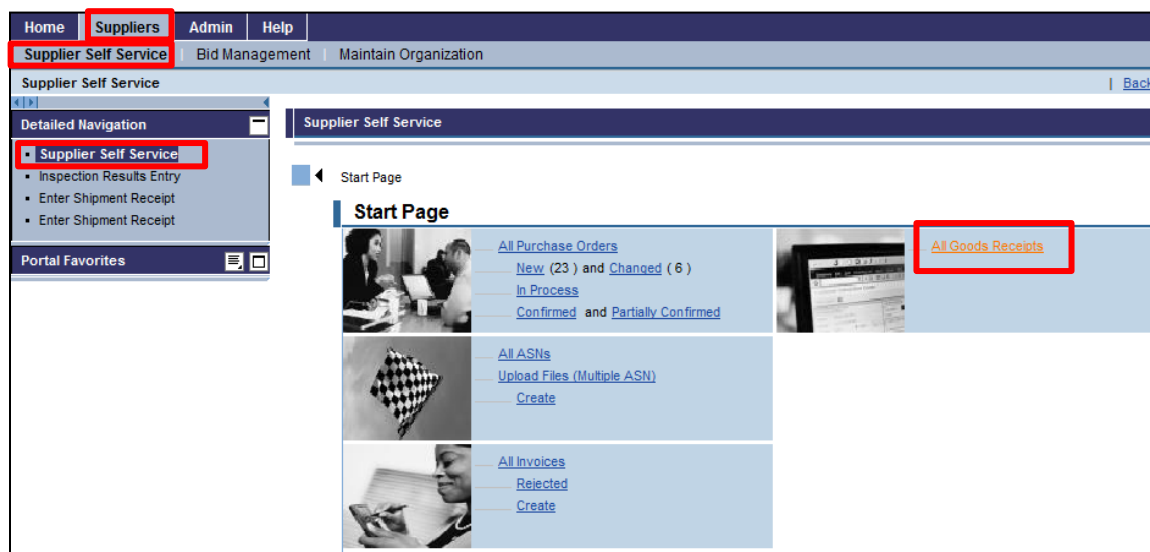 Home Suppliers Admin Help
Supplier Self Service | Bid Management | Maintain Organization
Supplier Self Service | Back
Detailed Navigation
Supplier Self Service
Inspection Results Entry
Enter Shipment Receipt
Enter Shipment Receipt
Portal Favorites
Supplier Self Service
Start Page
Start Page
All Purchase Orders
New (23 ) and Changed ( 6 )
In Process
Confirmed and Partially Confirmed
All Goods Receipts
All ASNs
Upload Files (Multiple ASN)
Create
All Invoices
Rejected
Create